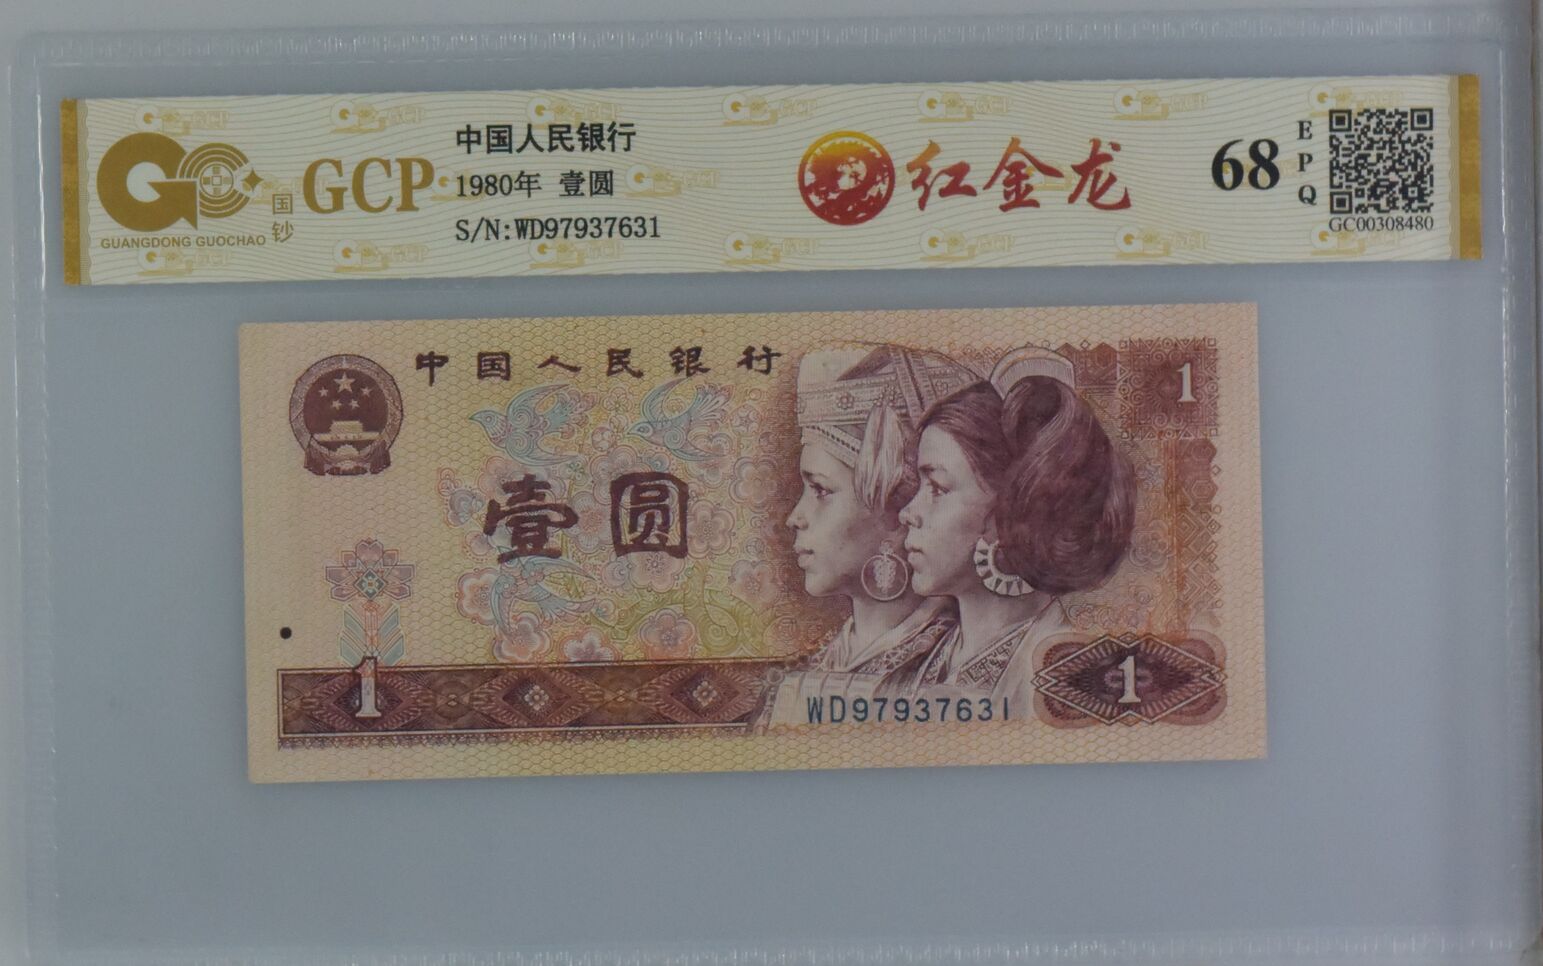 GUANGDONG GUOCHAO
国钞
GCP
中国人民银行
1980年 壹圆
S/N:WD97937631
红金龙
68
EPQ
GC00308480
中国人民银行
1
壹圆
1
WD97937631
1